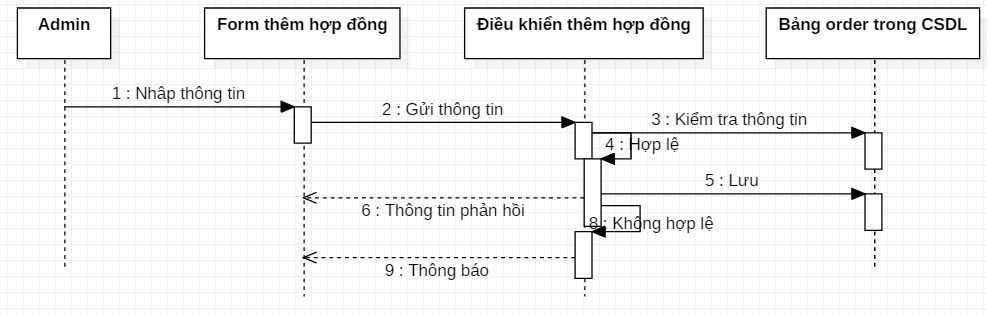 Admin
Form thêm hợp đồng
Điều khiển thêm hợp đồng
Bảng order trong CSDL
1 : Nhâp thông tin
2 : Gửi thông tin
3 : Kiểm tra thông tin
4 : Hợp lệ
5 : Lưu
6 : Thông tin phản hồi
8 : Không hợp lệ
9 : Thông báo